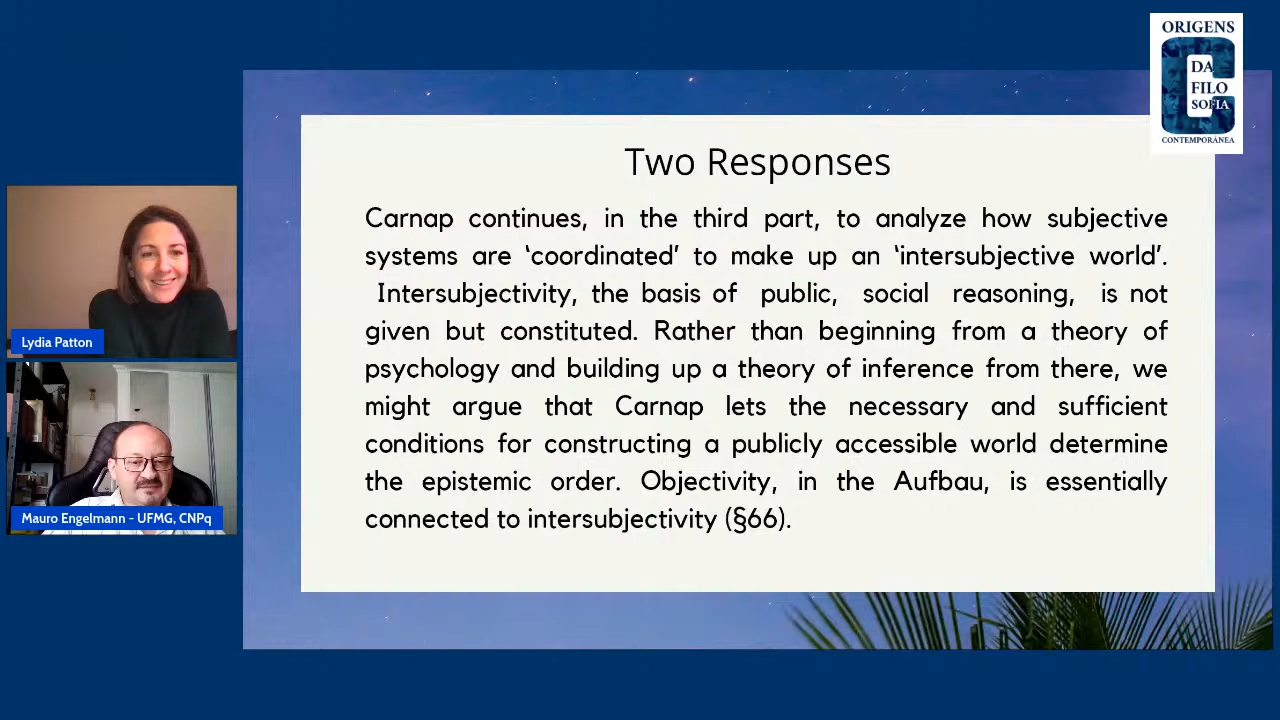 ORIGENS
DA
FILO
SOFIA
CONTEMPORÂNEA
Two Responses
Carnap continues, in the third part, to analyze how subjective
systems are ‘coordinated’ to make up an ‘intersubjective world’.
Intersubjectivity, the basis of public, social reasoning, is not
given but constituted. Rather than beginning from a theory of
psychology and building up a theory of inference from there, we
might argue that Carnap lets the necessary and sufficient
conditions for constructing a publicly accessible world determine
the epistemic order. Objectivity, in the Aufbau, is essentially
connected to intersubjectivity (§66).
Lydia Patton
Mauro Engelmann - UFMG, CNPq